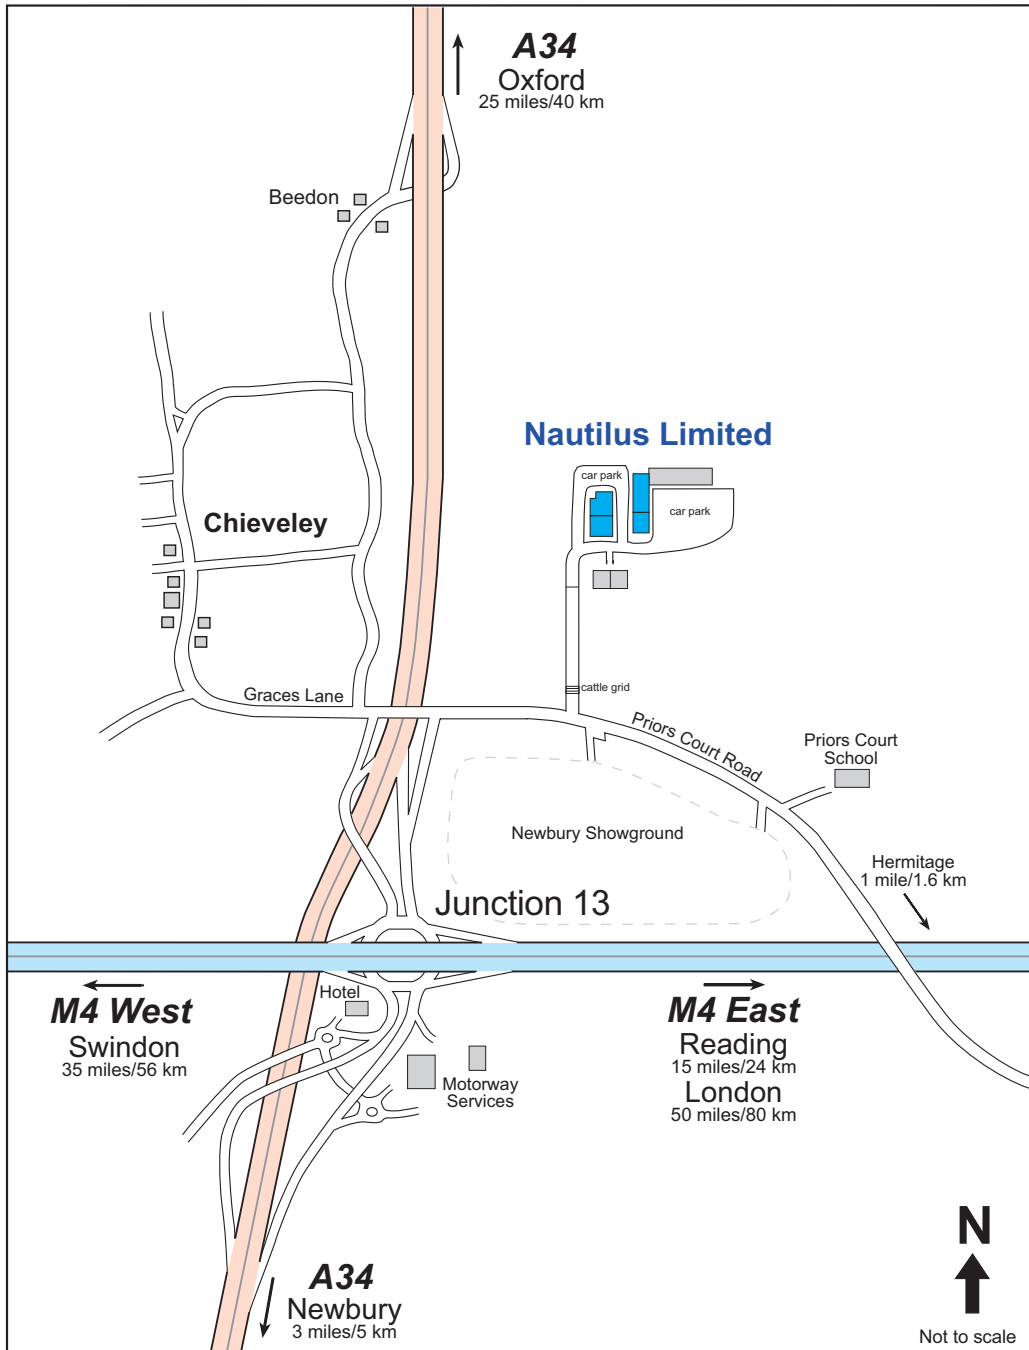 A34
Oxford
25 miles/40 km
Beedon
Nautilus Limited
car park
car park
Chieveley
cattle grid
Graces Lane
Priors Court Road
Priors Court
School
Newbury Showground
Hermitage
1 mile/1.6 km
Junction 13
Hotel
M4 West
Swindon
35 miles/56 km
M4 East
Reading
15 miles/24 km
London
50 miles/80 km
Motorway
Services
A34
Newbury
3 miles/5 km
N
Not to scale